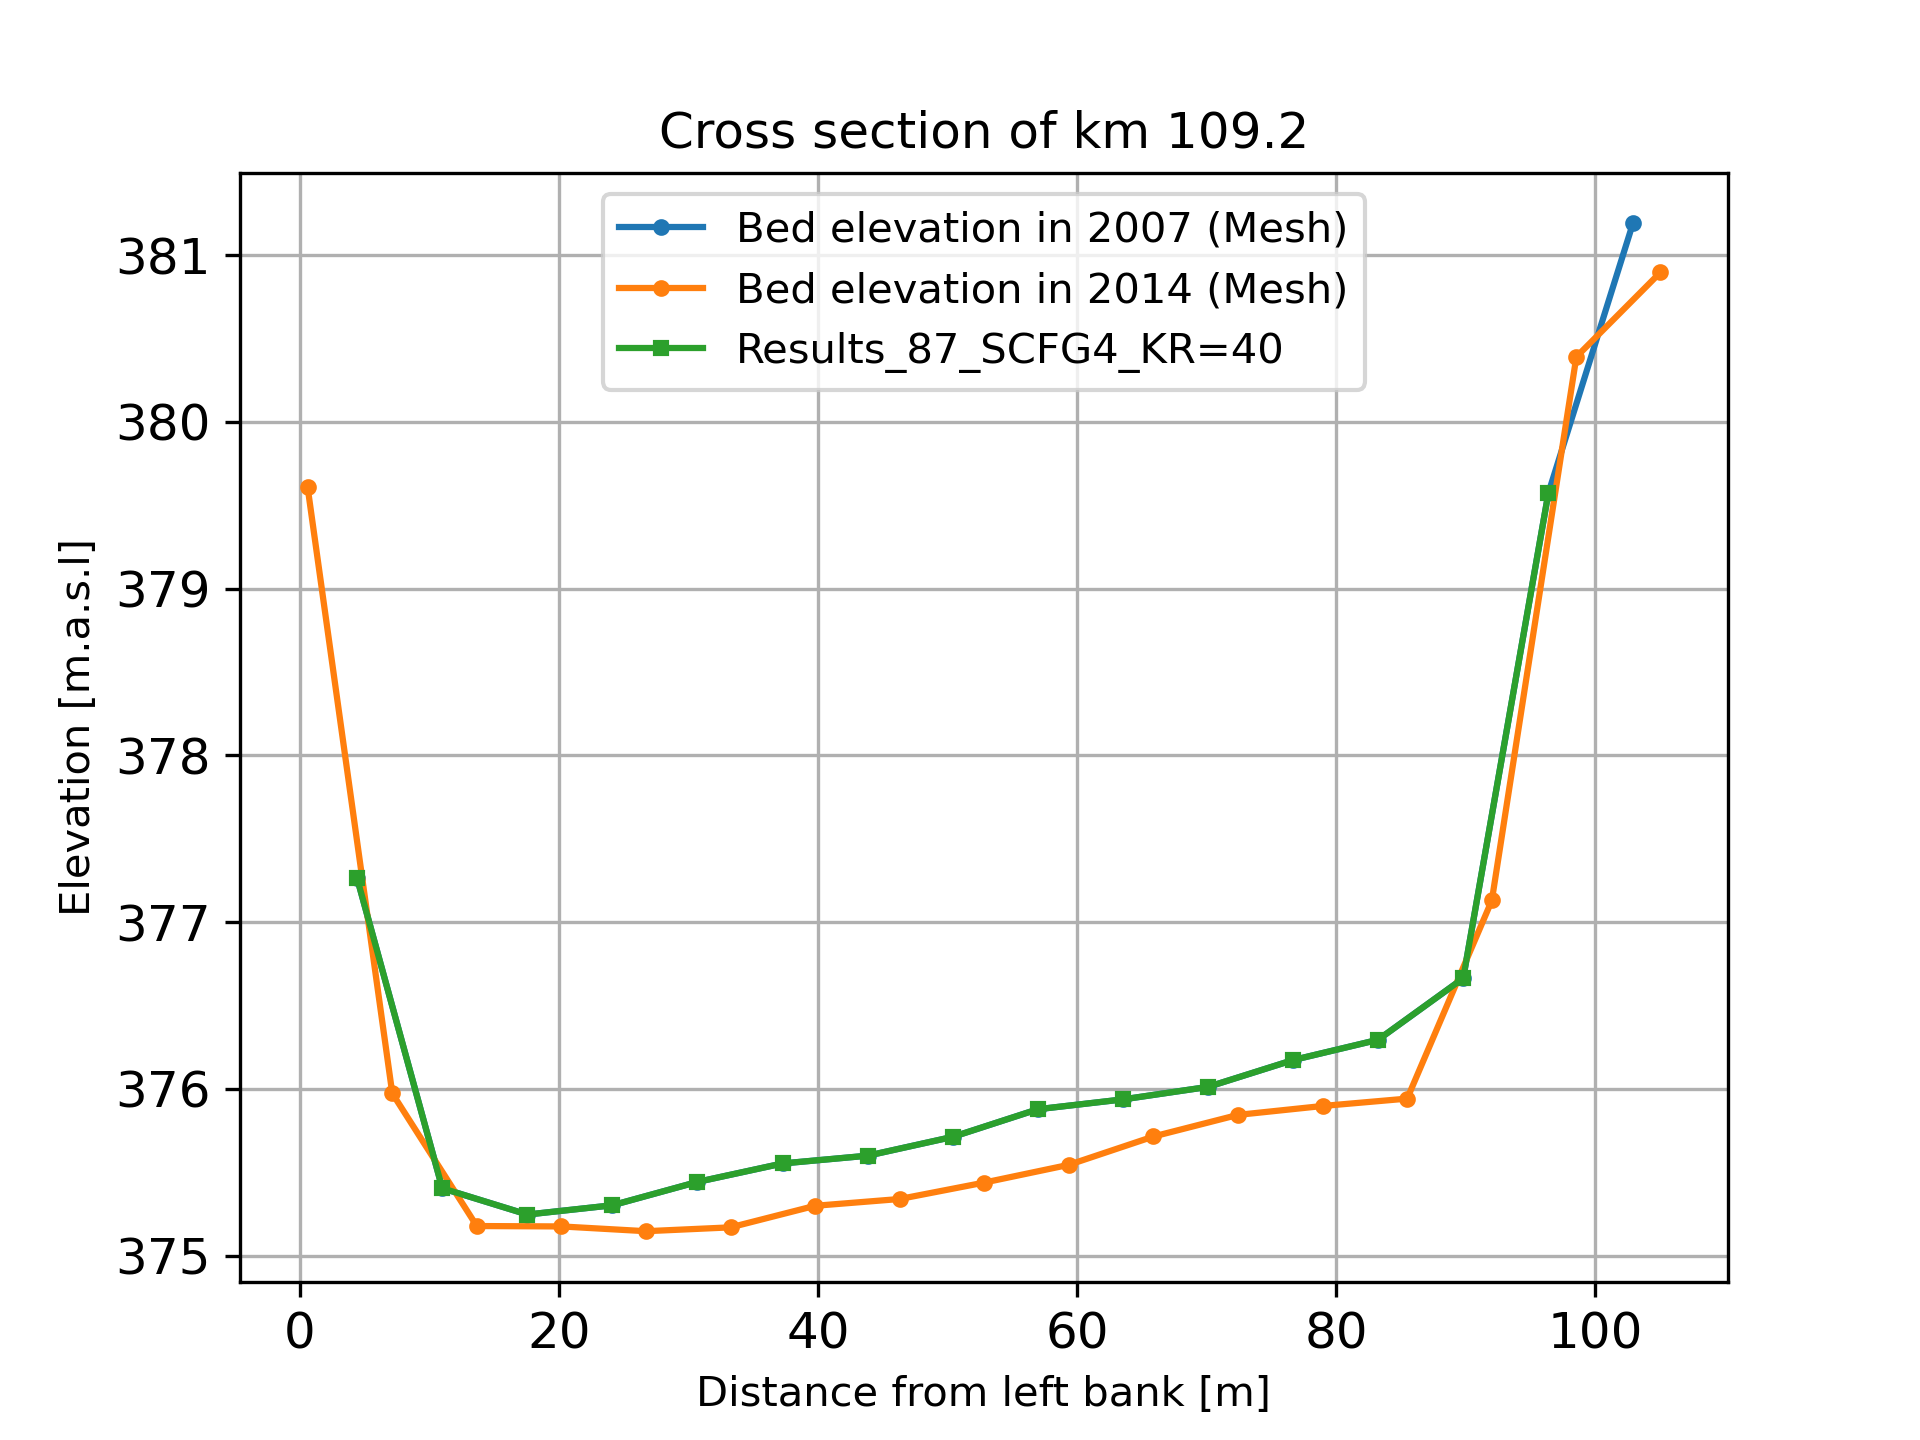 Cross section of km 109.2
Bed elevation in 2007 (Mesh)
Bed elevation in 2014 (Mesh)
Results_87_SCFG4_KR=40
381
380
379
378
377
376
375
Elevation [m.a.s.l]
0 20 40 60 80 100
Distance from left bank [m]